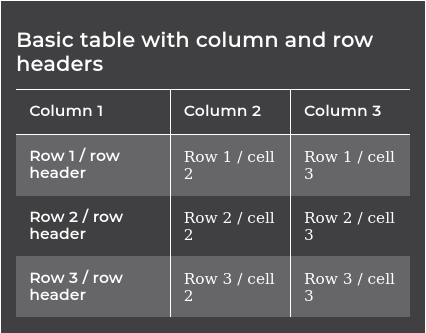 Basic table with column and row
headers
Column 1 Column 2 Column 3
Row 1 / row Row 1 / cell Row 1 / cell
header 2 3
Row 2 / row Row 2 / cell Row 2 / cell
header 2 3
Row 3 / row Row 3 / cell Row 3 / cell
header 2 3